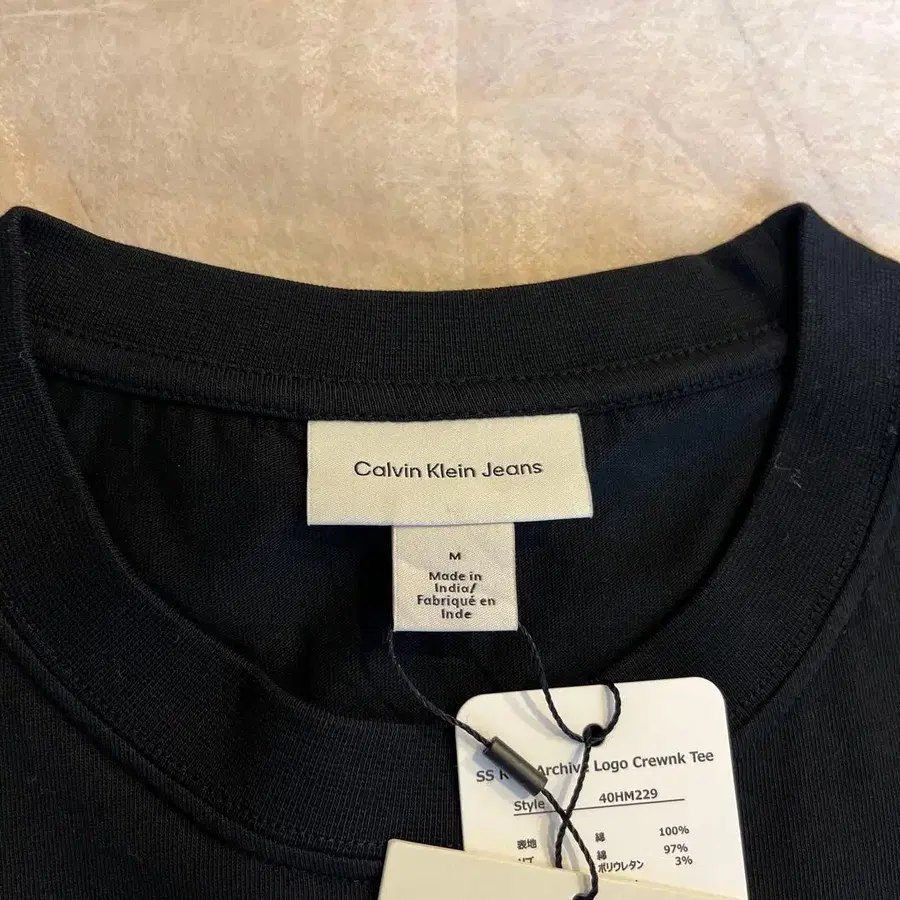 Calvin Klein Jeans
M
Made in
India/
Fabriqué en
Inde
SS Archive Logo Crewnk Tee
Style 40HM229
表地 綿 100%
綿 97%
ポリウレタン 3%